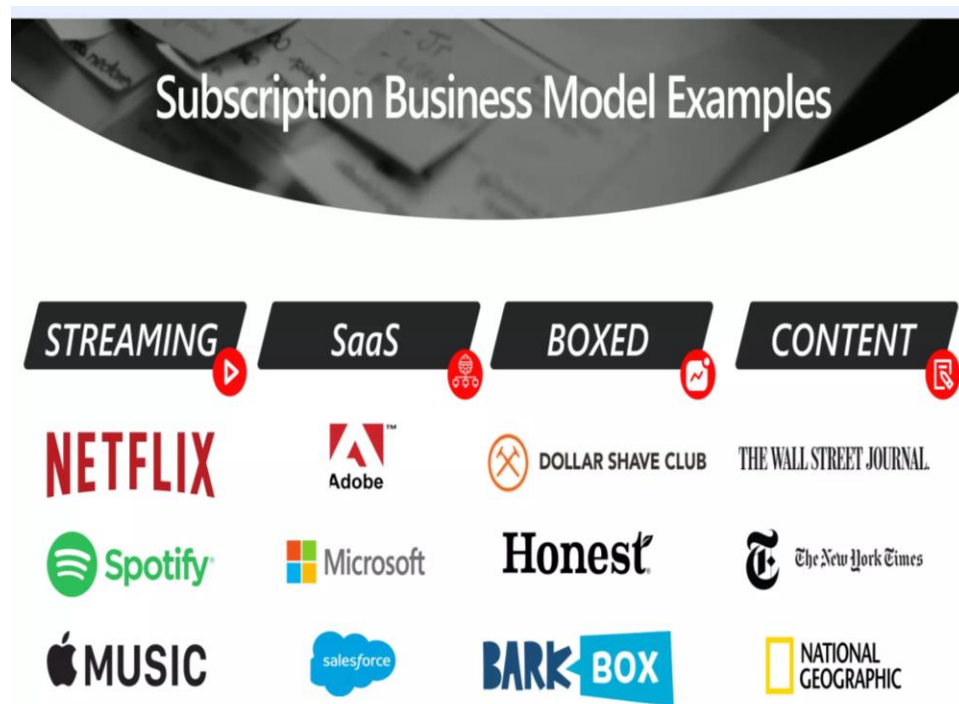 Subscription Business Model Examples
STREAMING
SaaS
BOXED
CONTENT
NETFLIX
Adobe™
DOLLAR SHAVE CLUB
THE WALL STREET JOURNAL.
Spotify®
Microsoft
Honest®
T The New York Times
MUSIC
salesforce
BARK BOX
NATIONAL
GEOGRAPHIC